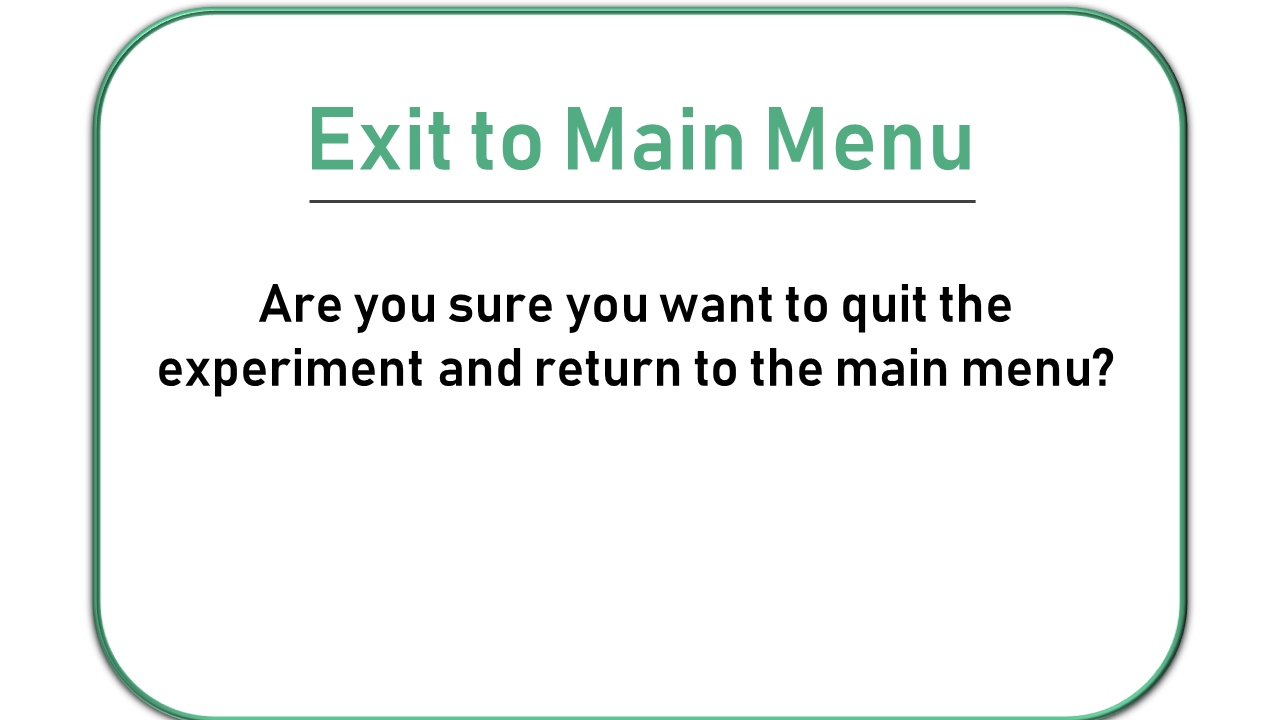 Exit to Main Menu
Are you sure you want to quit the
experiment and return to the main menu?